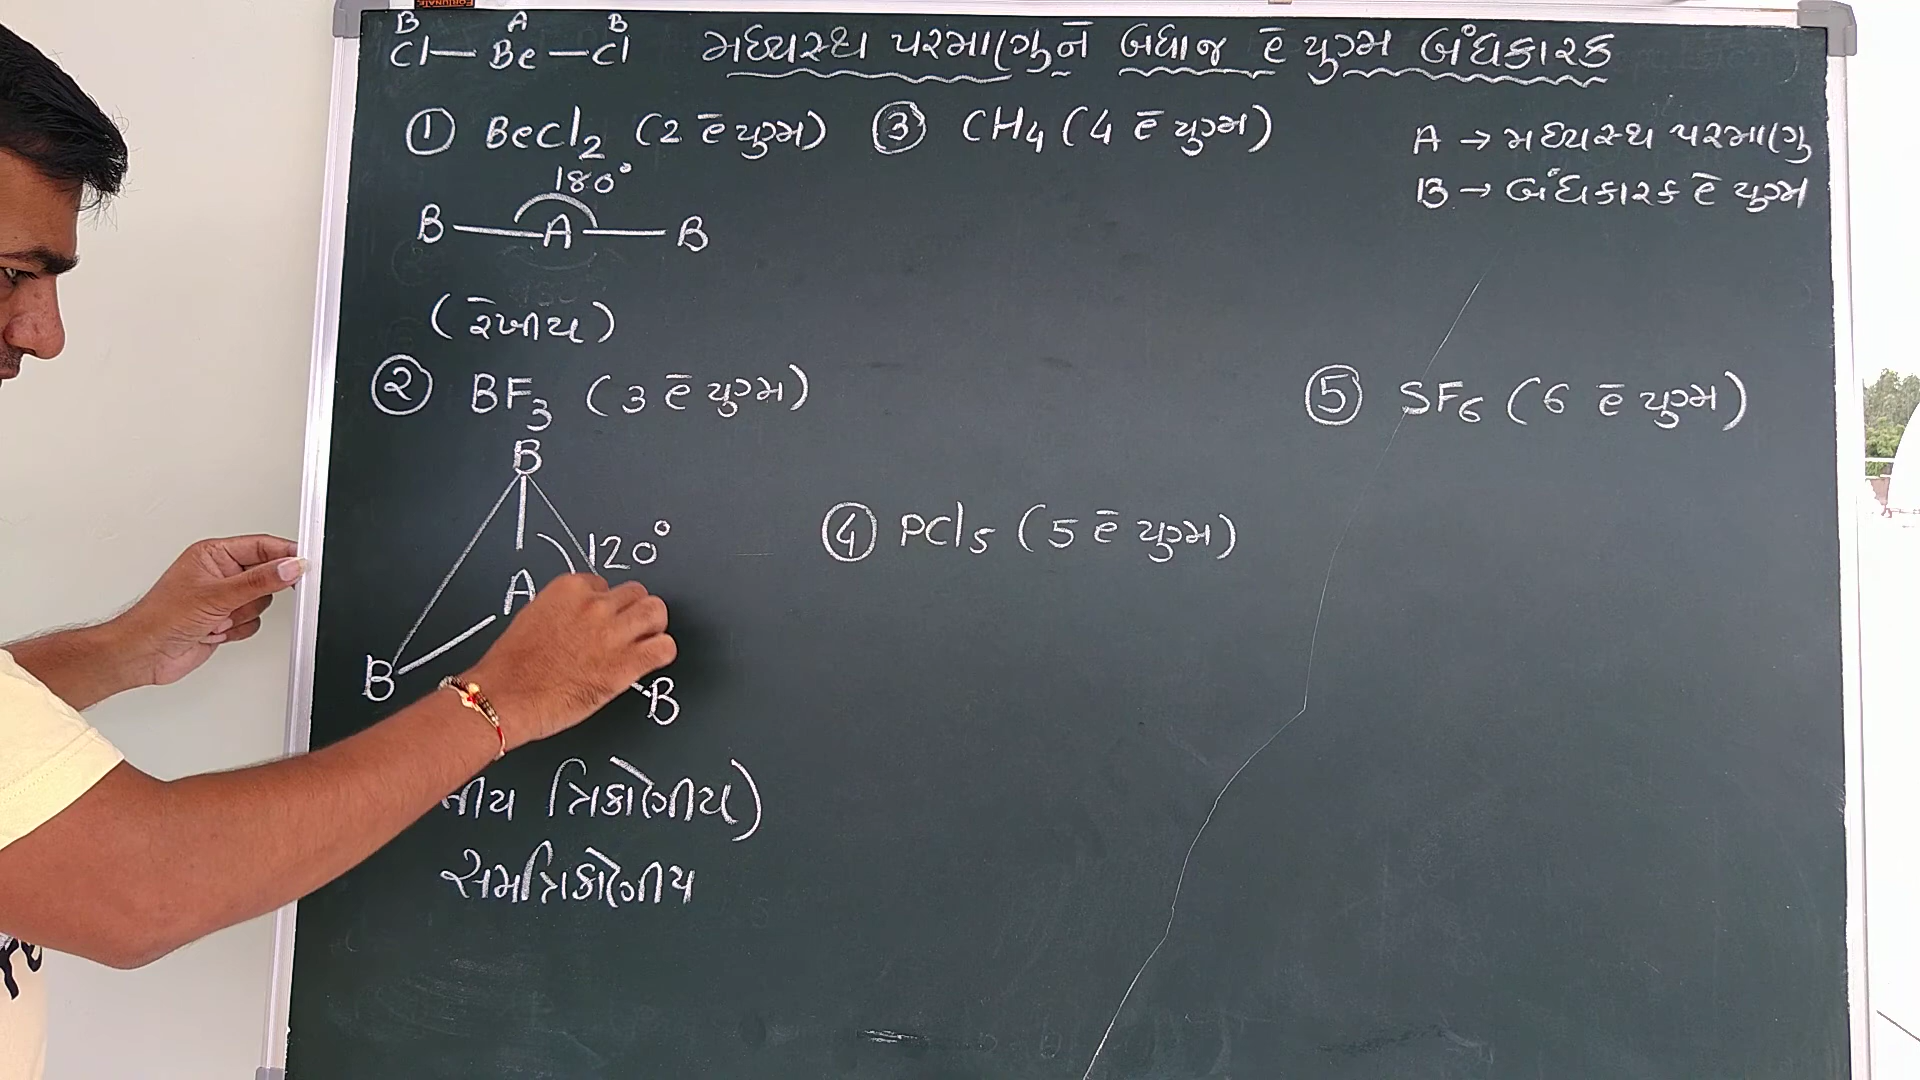 B A B
Cl—Be—Cl
મધ્યસ્થ પરમાણુને બધાજ ē યુગ્મ બંધકારક
① BeCl₂ (2 ē યુગ્મ)
180°
B — A — B
(રેખીય)
② BF₃ (3 ē યુગ્મ)
B
120°
A
B
B
ત્રિકોણીય)
સમત્રિકોણીય
③ CH₄ (4 ē યુગ્મ)
④ PCl₅ (5 ē યુગ્મ)
A → મધ્યસ્થ પરમાણુ
B → બંધકારક ē યુગ્મ
⑤ SF₆ (6 ē યુગ્મ)